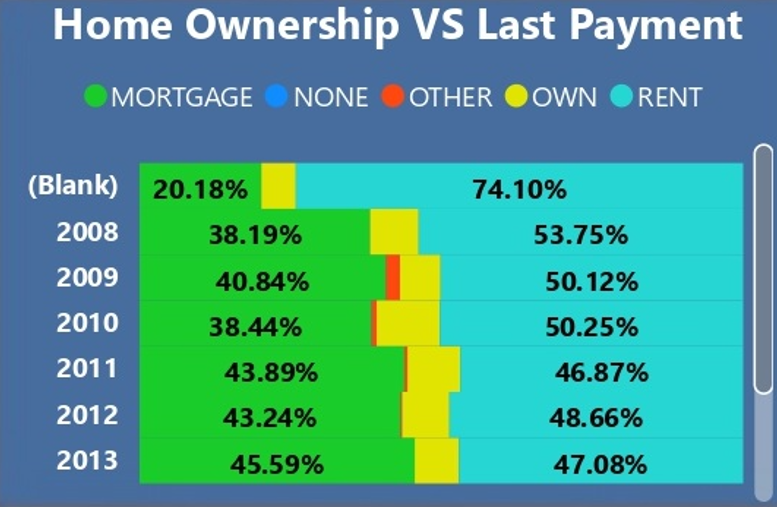 Home Ownership VS Last Payment
MORTGAGE NONE OTHER OWN RENT
(Blank) 20.18% 74.10%
2008 38.19% 53.75%
2009 40.84% 50.12%
2010 38.44% 50.25%
2011 43.89% 46.87%
2012 43.24% 48.66%
2013 45.59% 47.08%